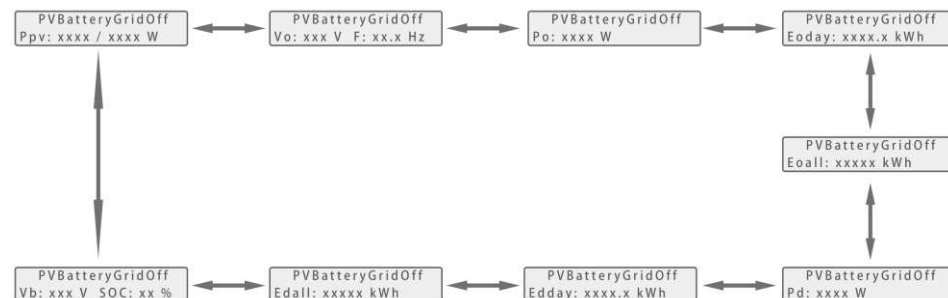 PVBatteryGridOff
Ppv: xxxx / xxxx W
PVBatteryGridOff
Vo: xxx V F: xx.x Hz
PVBatteryGridOff
Po: xxxx W
PVBatteryGridOff
Eoday: xxxx.x kWh
PVBatteryGridOff
Eoall: xxxxx kWh
PVBatteryGridOff
Vb: xxx V SOC: xx %
PVBatteryGridOff
Edall: xxxxx kWh
PVBatteryGridOff
Edday: xxxx.x kWh
PVBatteryGridOff
Pd: xxxx W